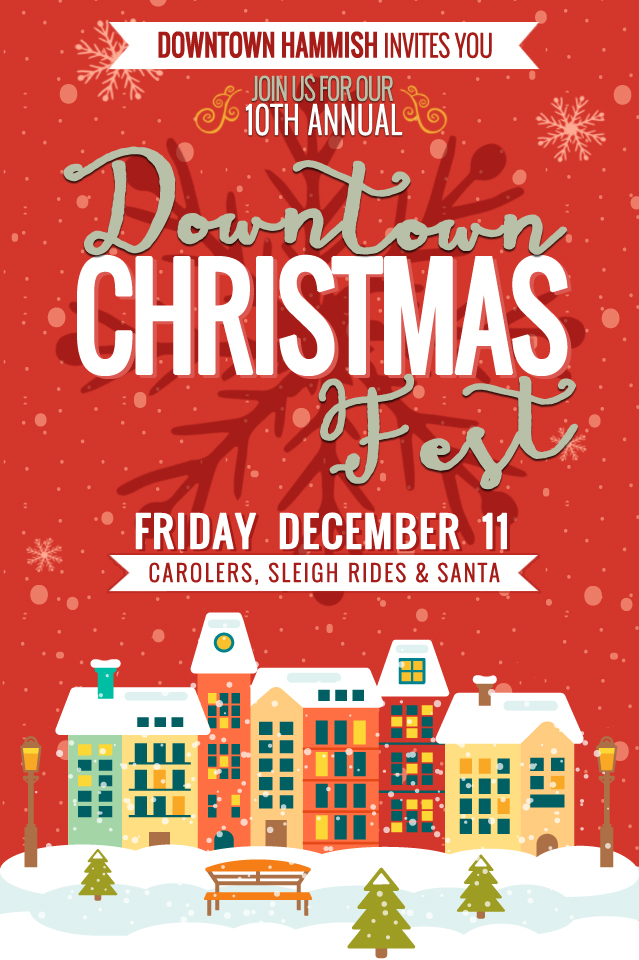 DOWNTOWN HAMMISH INVITES YOU
JOIN US FOR OUR
10TH ANNUAL
Downtown
CHRISTMAS
Fest
FRIDAY DECEMBER 11
CAROLERS, SLEIGH RIDES & SANTA